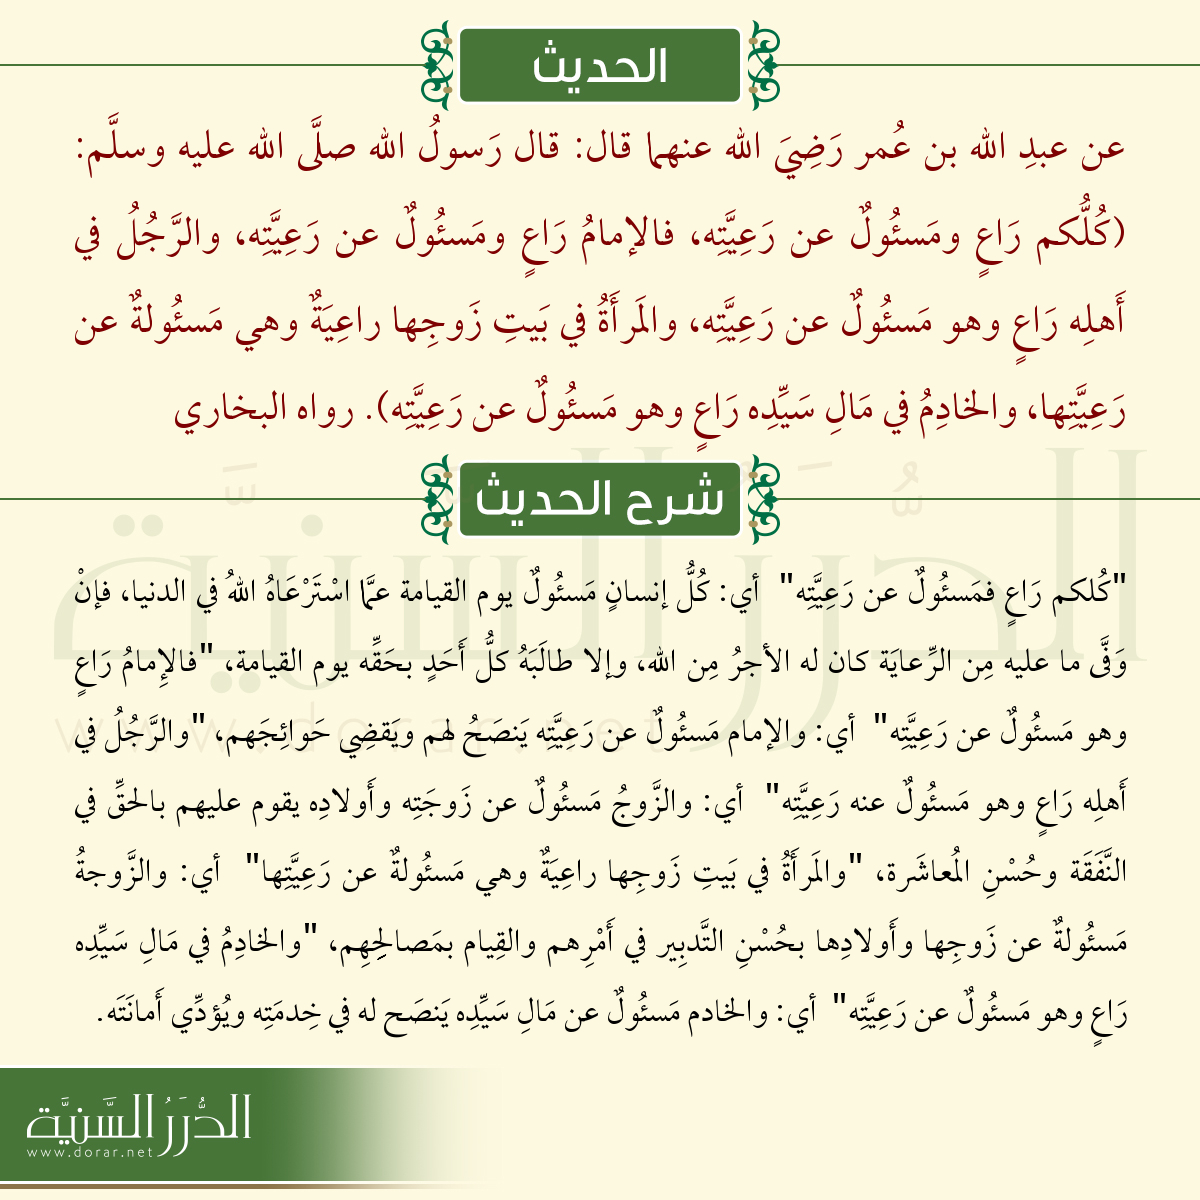 الحديث
عن عبدِ الله بن عُمر رَضِيَ الله عنهما قال: قال رَسولُ الله صلَّى الله عليه وسلَّم:
(كُلُّكم رَاعٍ ومَسئُولٌ عن رَعِيَّتِه، فالإمامُ رَاعٍ ومَسئُولٌ عن رَعِيَّتِه، والرَّجُلُ في
أَهلِه رَاعٍ وهو مَسئُولٌ عن رَعِيَّتِه، والمَرأَةُ في بَيتِ زَوجِها راعِيَةٌ وهي مَسئُولةٌ عن
رَعِيَّتِها، والخادِمُ في مَالِ سَيِّدِه رَاعٍ وهو مَسئُولٌ عن رَعِيَّتِه). رواه البخاري
شرح الحديث
"كُلكم رَاعٍ فمَسئُولٌ عن رَعِيَّتِه" أي: كُلُّ إنسانٍ مَسئُولٌ يوم القيامة عمَّا اسْتَرْعَاهُ اللهُ في الدنيا، فإنْ
وَفَّى ما عليه مِن الرِّعايَة كان له الأجرُ مِن الله، وإلا طالَبَهُ كلُّ أَحَدٍ بحَقِّه يوم القيامة، "فالإِمامُ رَاعٍ
وهو مَسئُولٌ عن رَعِيَّتِه" أي: والإمام مَسئُولٌ عن رَعِيَّتِه يَنصَحُ لهم ويَقضِي حَوائِجَهم، "والرَّجُلُ في
أَهلِه رَاعٍ وهو مَسئُولٌ عنه رَعِيَّتِه" أي: والزَّوجُ مَسئُولٌ عن زَوجَتِه وأَولادِه يقوم عليهم بالحقِّ في
النَّفَقَة وحُسْنِ المُعاشَرة، "والمَرأَةُ في بَيتِ زَوجِها راعِيَةٌ وهي مَسئُولةٌ عن رَعِيَّتِها" أي: والزَّوجةُ
مَسئُولةٌ عن زَوجِها وأَولادِها بحُسْنِ التَّدبِير في أَمْرِهم والقِيام بمَصالِحِهِم، "والخادِمُ في مَالِ سَيِّدِه
رَاعٍ وهو مَسئُولٌ عن رَعِيَّتِه" أي: والخادم مَسئُولٌ عن مَالِ سَيِّدِه يَنصَح له في خِدمَتِه ويُؤدِّي أَمانَتَه.
الدُّرَرُ السَّنِيَّة
www.dorar.net